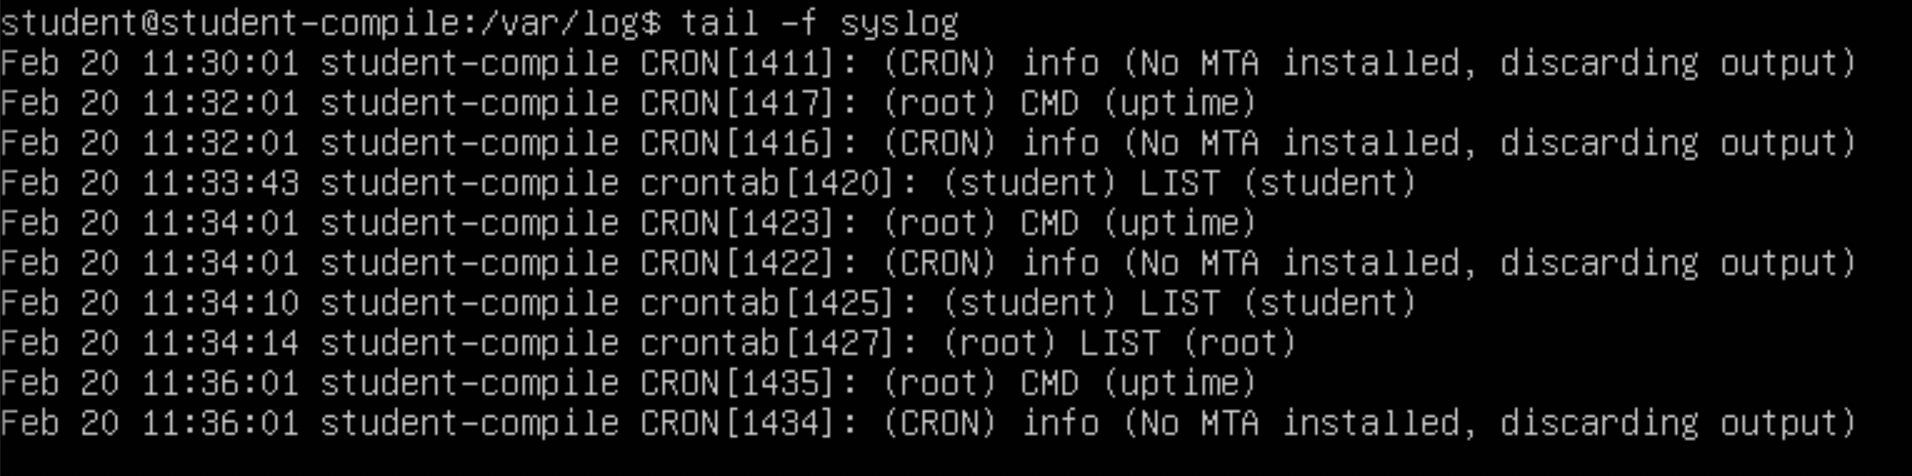 student@student-compile:/var/log$ tail -f syslog
Feb 20 11:30:01 student-compile CRON[1411]: (CRON) info (No MTA installed, discarding output)
Feb 20 11:32:01 student-compile CRON[1417]: (root) CMD (uptime)
Feb 20 11:32:01 student-compile CRON[1416]: (CRON) info (No MTA installed, discarding output)
Feb 20 11:33:43 student-compile crontab[1420]: (student) LIST (student)
Feb 20 11:34:01 student-compile CRON[1423]: (root) CMD (uptime)
Feb 20 11:34:01 student-compile CRON[1422]: (CRON) info (No MTA installed, discarding output)
Feb 20 11:34:10 student-compile crontab[1425]: (student) LIST (student)
Feb 20 11:34:14 student-compile crontab[1427]: (root) LIST (root)
Feb 20 11:36:01 student-compile CRON[1435]: (root) CMD (uptime)
Feb 20 11:36:01 student-compile CRON[1434]: (CRON) info (No MTA installed, discarding output)